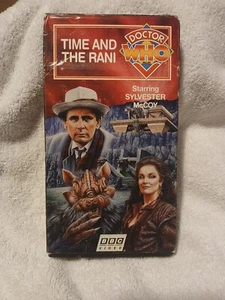 TIME AND
THE RANI
DOCTOR
WHO
Starring
SYLVESTER
McCOY
BBC
VIDEO